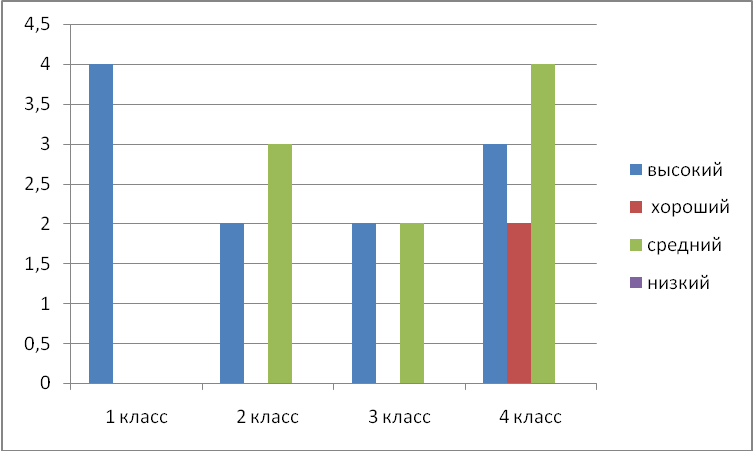 4,5
4
3,5
3
2,5
2
1,5
1
0,5
0
1 класс
2 класс
3 класс
4 класс
высокий
хороший
средний
низкий